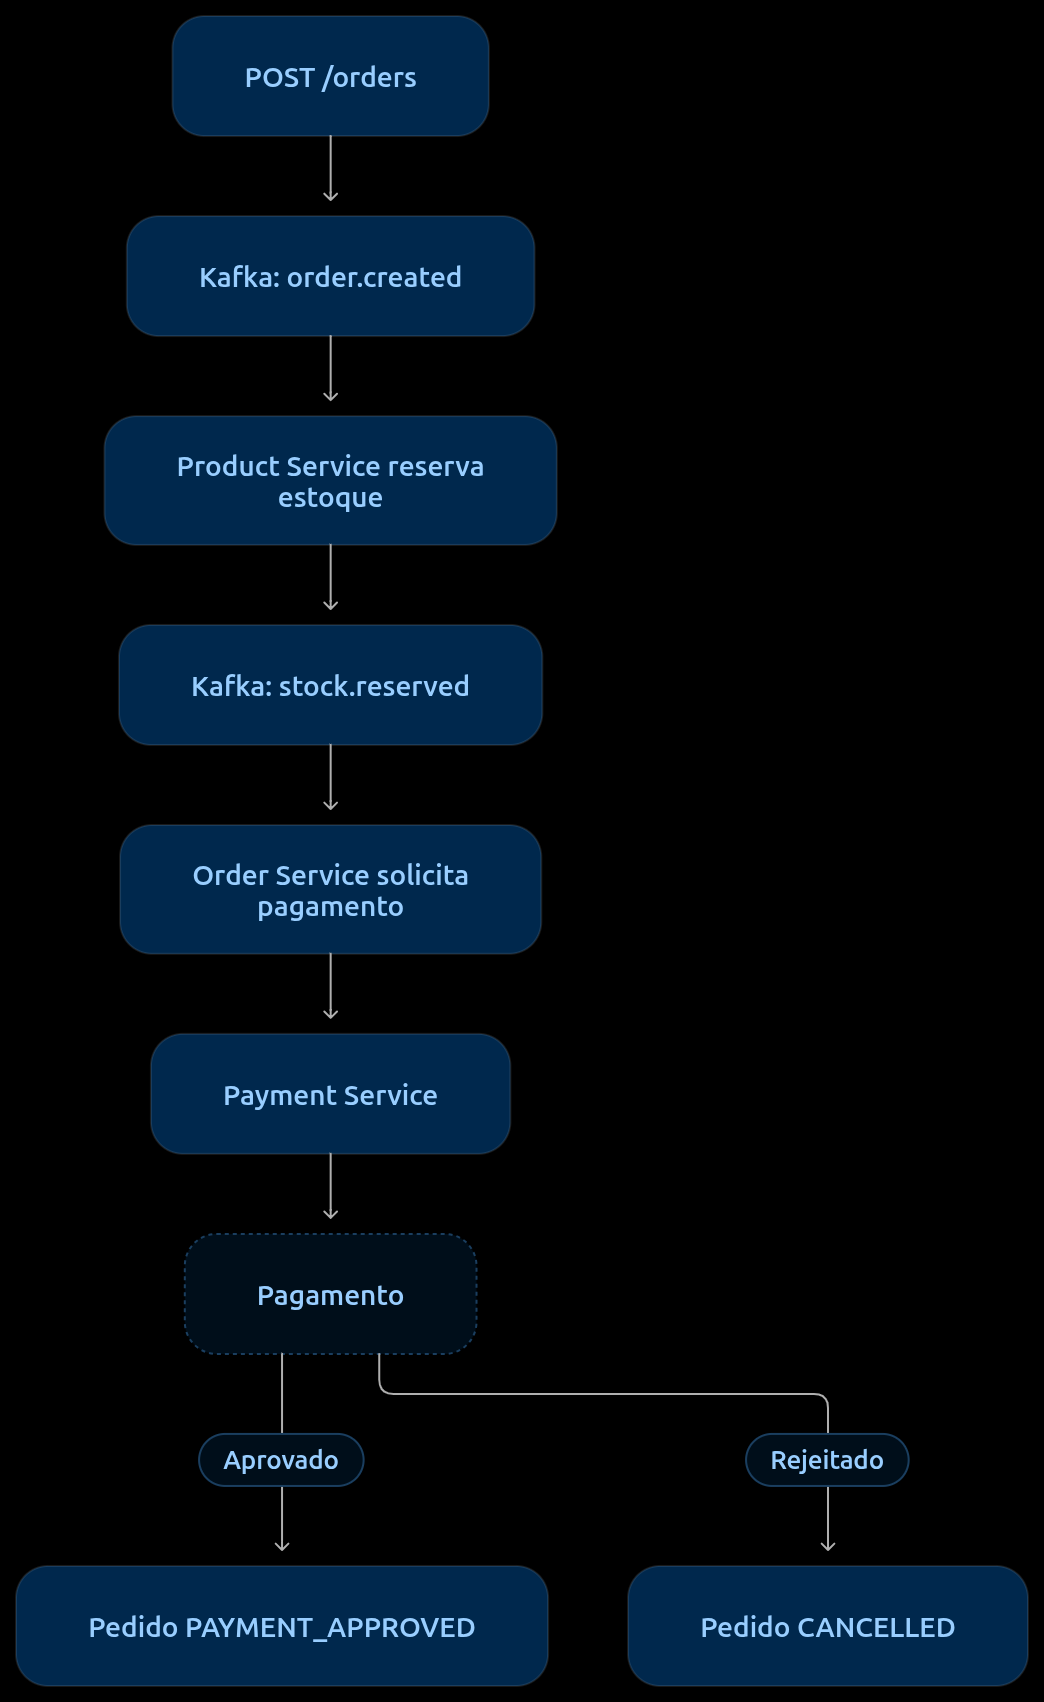 POST /orders
Kafka: order.created
Product Service reserva
estoque
Kafka: stock.reserved
Order Service solicita
pagamento
Payment Service
Pagamento
Aprovado
Rejeitado
Pedido PAYMENT_APPROVED
Pedido CANCELLED